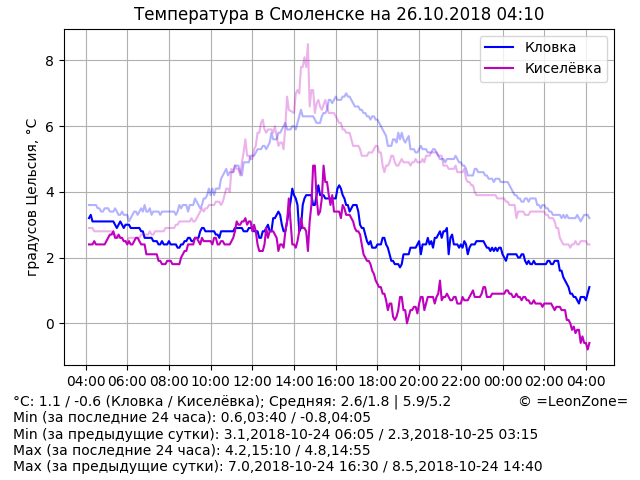 Температура в Смоленске на 26.10.2018 04:10
Кловка
Киселёвка
градусов Цельсия, °C
8
6
4
2
0
04:00 06:00 08:00 10:00 12:00 14:00 16:00 18:00 20:00 22:00 00:00 02:00 04:00
°C: 1.1 / -0.6 (Кловка / Киселёвка); Средняя: 2.6/1.8 | 5.9/5.2 © =LeonZone=
Min (за последние 24 часа): 0.6,03:40 / -0.8,04:05
Min (за предыдущие сутки): 3.1,2018-10-24 06:05 / 2.3,2018-10-25 03:15
Max (за последние 24 часа): 4.2,15:10 / 4.8,14:55
Max (за предыдущие сутки): 7.0,2018-10-24 16:30 / 8.5,2018-10-24 14:40